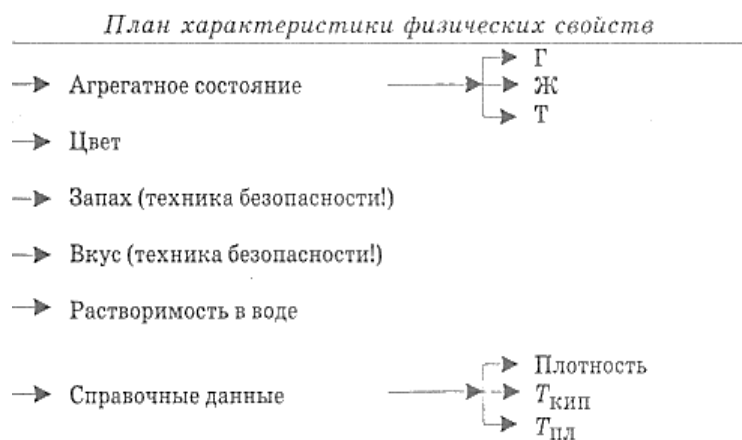 План характеристики физических свойств
Агрегатное состояние
Г
Ж
Т
Цвет
Запах (техника безопасности!)
Вкус (техника безопасности!)
Растворимость в воде
Справочные данные
Плотность
Tкип
Tпл